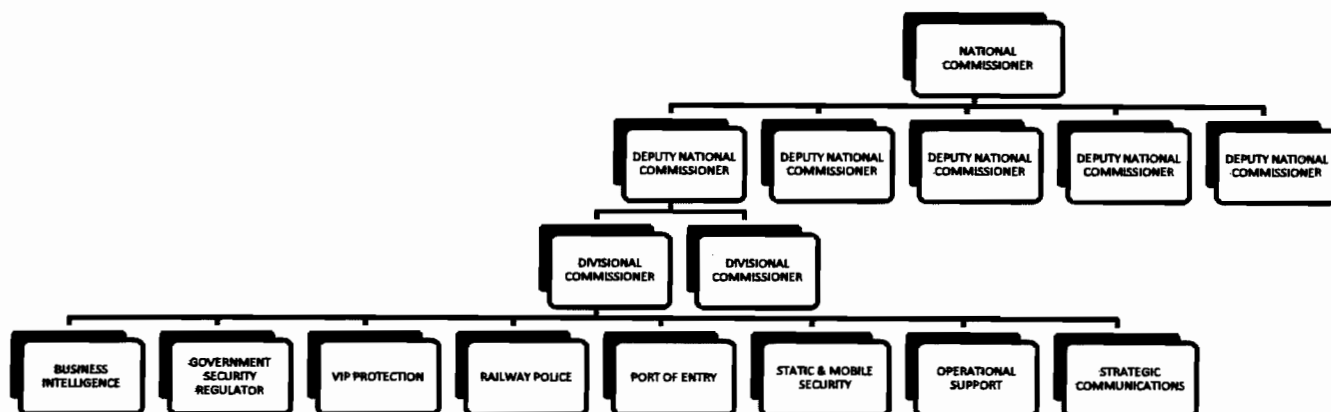 NATIONAL
COMMISSIONER
DEPUTY NATIONAL
COMMISSIONER
DEPUTY NATIONAL
COMMISSIONER
DEPUTY NATIONAL
COMMISSIONER
DEPUTY NATIONAL
COMMISSIONER
DEPUTY NATIONAL
COMMISSIONER
DIVISIONAL
COMMISSIONER
DIVISIONAL
COMMISSIONER
BUSINESS
INTELLIGENCE
GOVERNMENT
SECURITY
REGULATOR
VIP PROTECTION
RAILWAY POLICE
PORT OF ENTRY
STATIC & MOBILE
SECURITY
OPERATIONAL
SUPPORT
STRATEGIC
COMMUNICATIONS